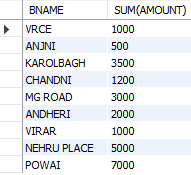 BNAME SUM(AMOUNT)
VRCE 1000
ANJNI 500
KAROLBAGH 3500
CHANDNI 1200
MG ROAD 3000
ANDHERI 2000
VIRAR 1000
NEHRU PLACE 5000
POWAI 7000